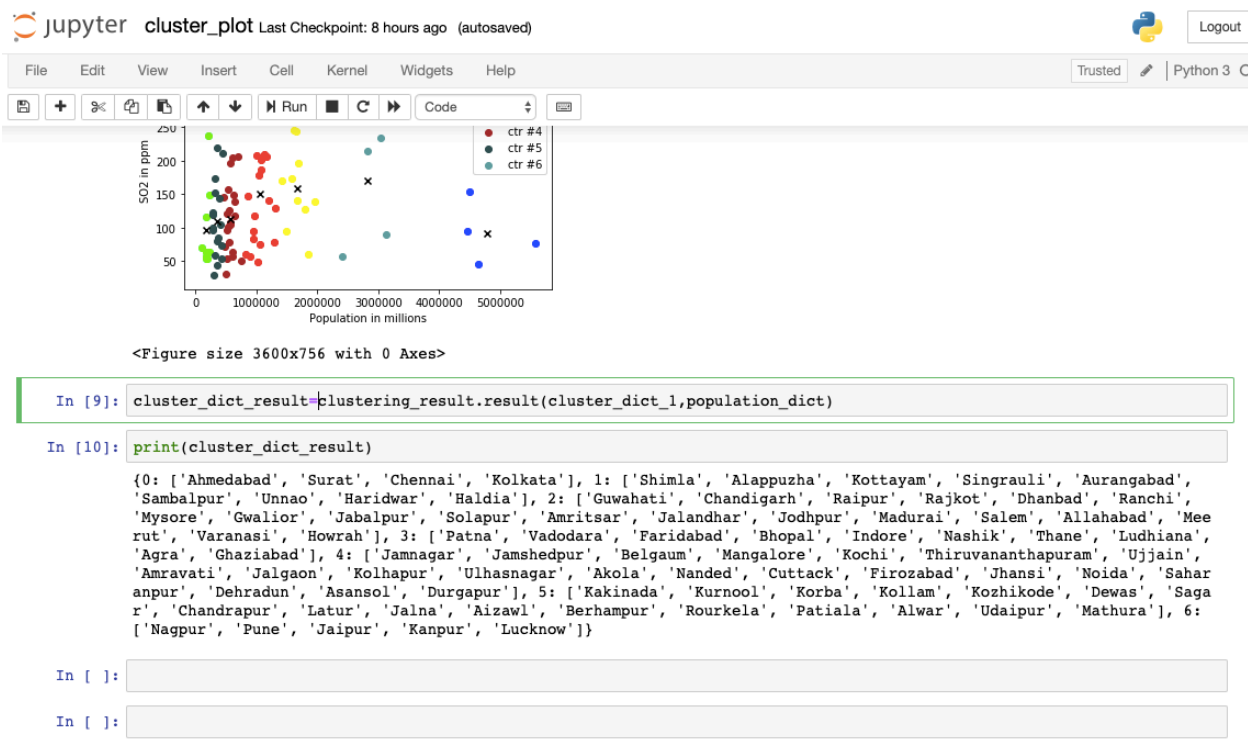 jupyter cluster_plot Last Checkpoint: 8 hours ago (autosaved)
Logout
File Edit View Insert Cell Kernel Widgets Help
Trusted Python 3
Run Code
250
200
150
100
50
SO2 in ppm
ctr #4
ctr #5
ctr #6
0 1000000 2000000 3000000 4000000 5000000
Population in millions
<Figure size 3600x756 with 0 Axes>
In [9]: cluster_dict_result=clustering_result.result(cluster_dict_1,population_dict)
In [10]: print(cluster_dict_result)
{0: ['Ahmedabad', 'Surat', 'Chennai', 'Kolkata'], 1: ['Shimla', 'Alappuzha', 'Kottayam', 'Singrauli', 'Aurangabad',
'Sambalpur', 'Unnao', 'Haridwar', 'Haldia'], 2: ['Guwahati', 'Chandigarh', 'Raipur', 'Rajkot', 'Dhanbad', 'Ranchi',
'Mysore', 'Gwalior', 'Jabalpur', 'Solapur', 'Amritsar', 'Jalandhar', 'Jodhpur', 'Madurai', 'Salem', 'Allahabad', 'Mee
rut', 'Varanasi', 'Howrah'], 3: ['Patna', 'Vadodara', 'Faridabad', 'Bhopal', 'Indore', 'Nashik', 'Thane', 'Ludhiana',
'Agra', 'Ghaziabad'], 4: ['Jamnagar', 'Jamshedpur', 'Belgaum', 'Mangalore', 'Kochi', 'Thiruvananthapuram', 'Ujjain',
'Amravati', 'Jalgaon', 'Kolhapur', 'Ulhasnagar', 'Akola', 'Nanded', 'Cuttack', 'Firozabad', 'Jhansi', 'Noida', 'Sahar
anpur', 'Dehradun', 'Asansol', 'Durgapur'], 5: ['Kakinada', 'Kurnool', 'Korba', 'Kollam', 'Kozhikode', 'Dewas', 'Saga
r', 'Chandrapur', 'Latur', 'Jalna', 'Aizawl', 'Berhampur', 'Rourkela', 'Patiala', 'Alwar', 'Udaipur', 'Mathura'], 6:
['Nagpur', 'Pune', 'Jaipur', 'Kanpur', 'Lucknow']}
In [ ]:
In [ ]: